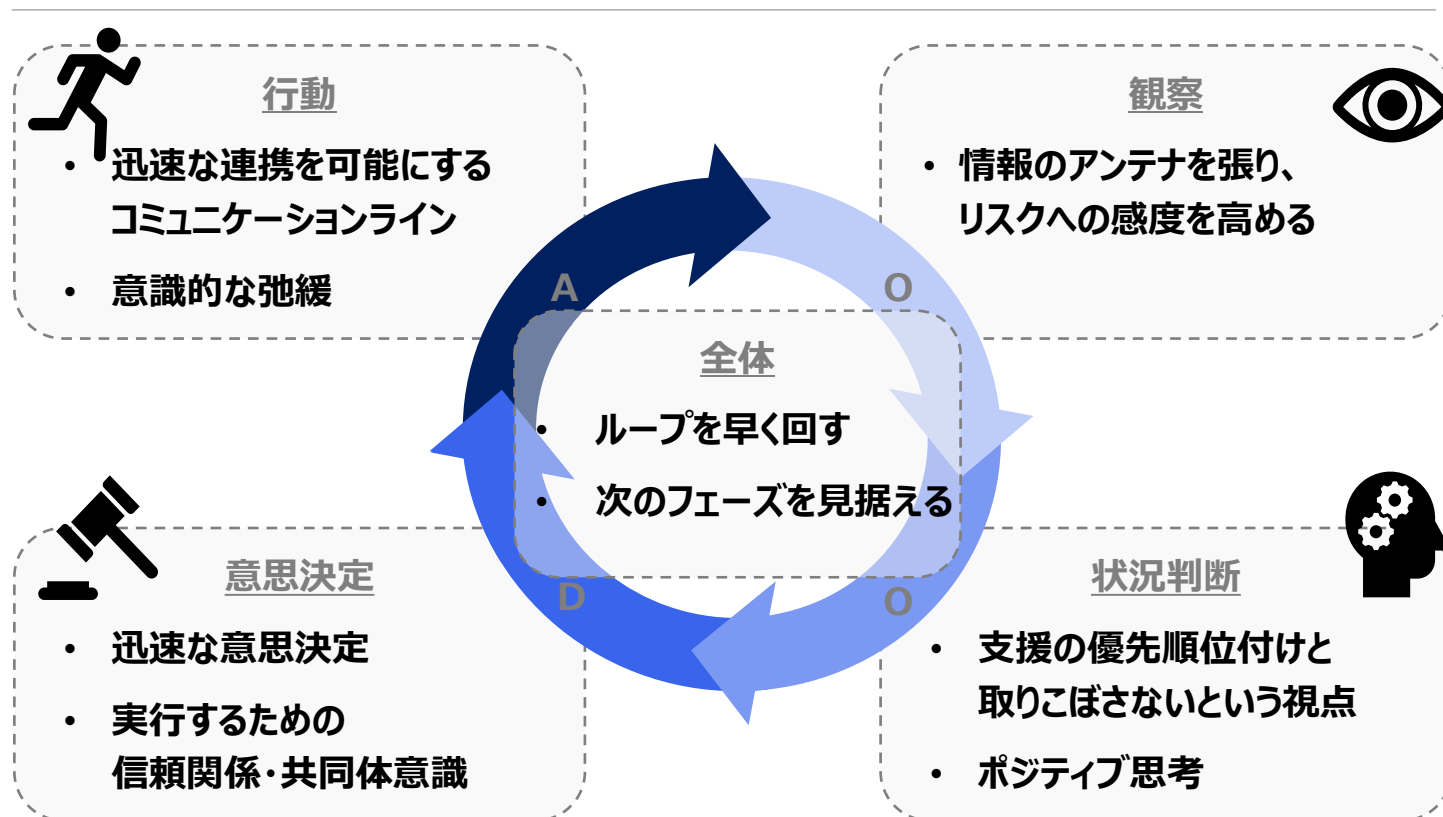 行動
• 迅速な連携を可能にする
コミュニケーションライン
• 意識的な弛緩
観察
• 情報のアンテナを張り、
リスクへの感度を高める
A
O
全体
• ループを早く回す
• 次のフェーズを見据える
D
O
意思決定
• 迅速な意思決定
• 実行するための
信頼関係・共同体意識
状況判断
• 支援の優先順位付けと
取りこぼさないという視点
• ポジティブ思考